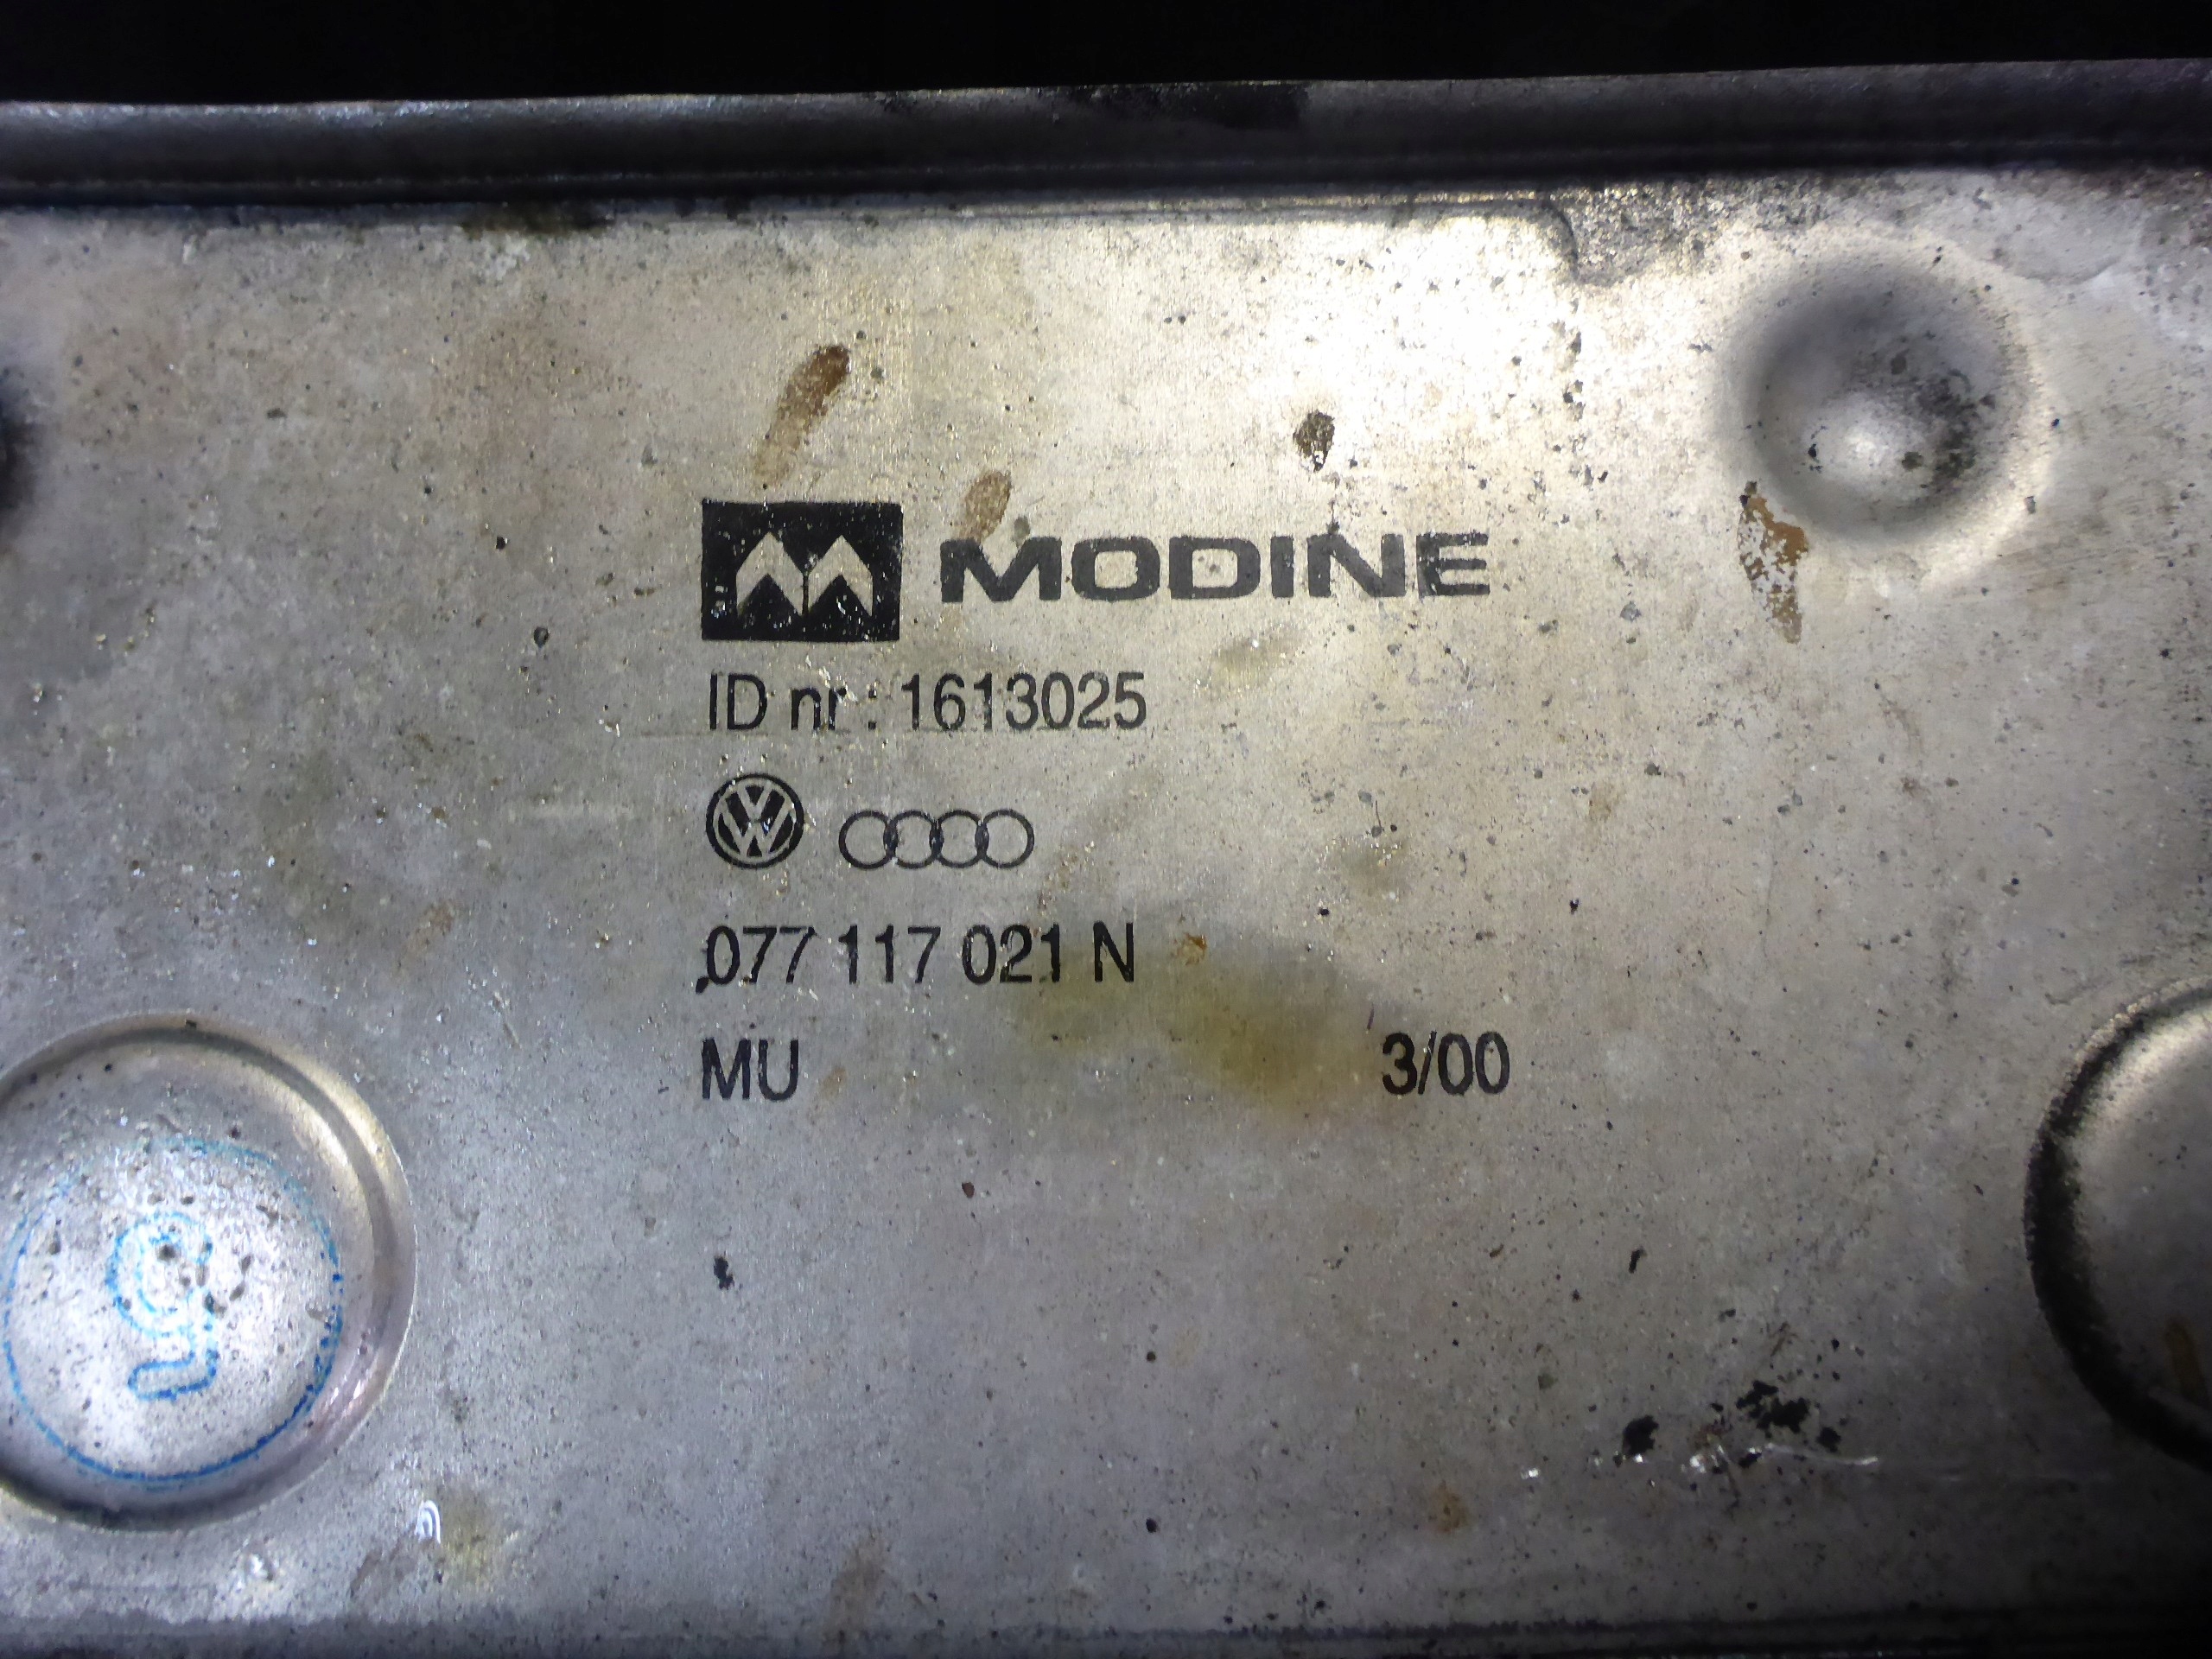 MODINE
ID nr : 1613025
077 117 021 N
MU 3/00